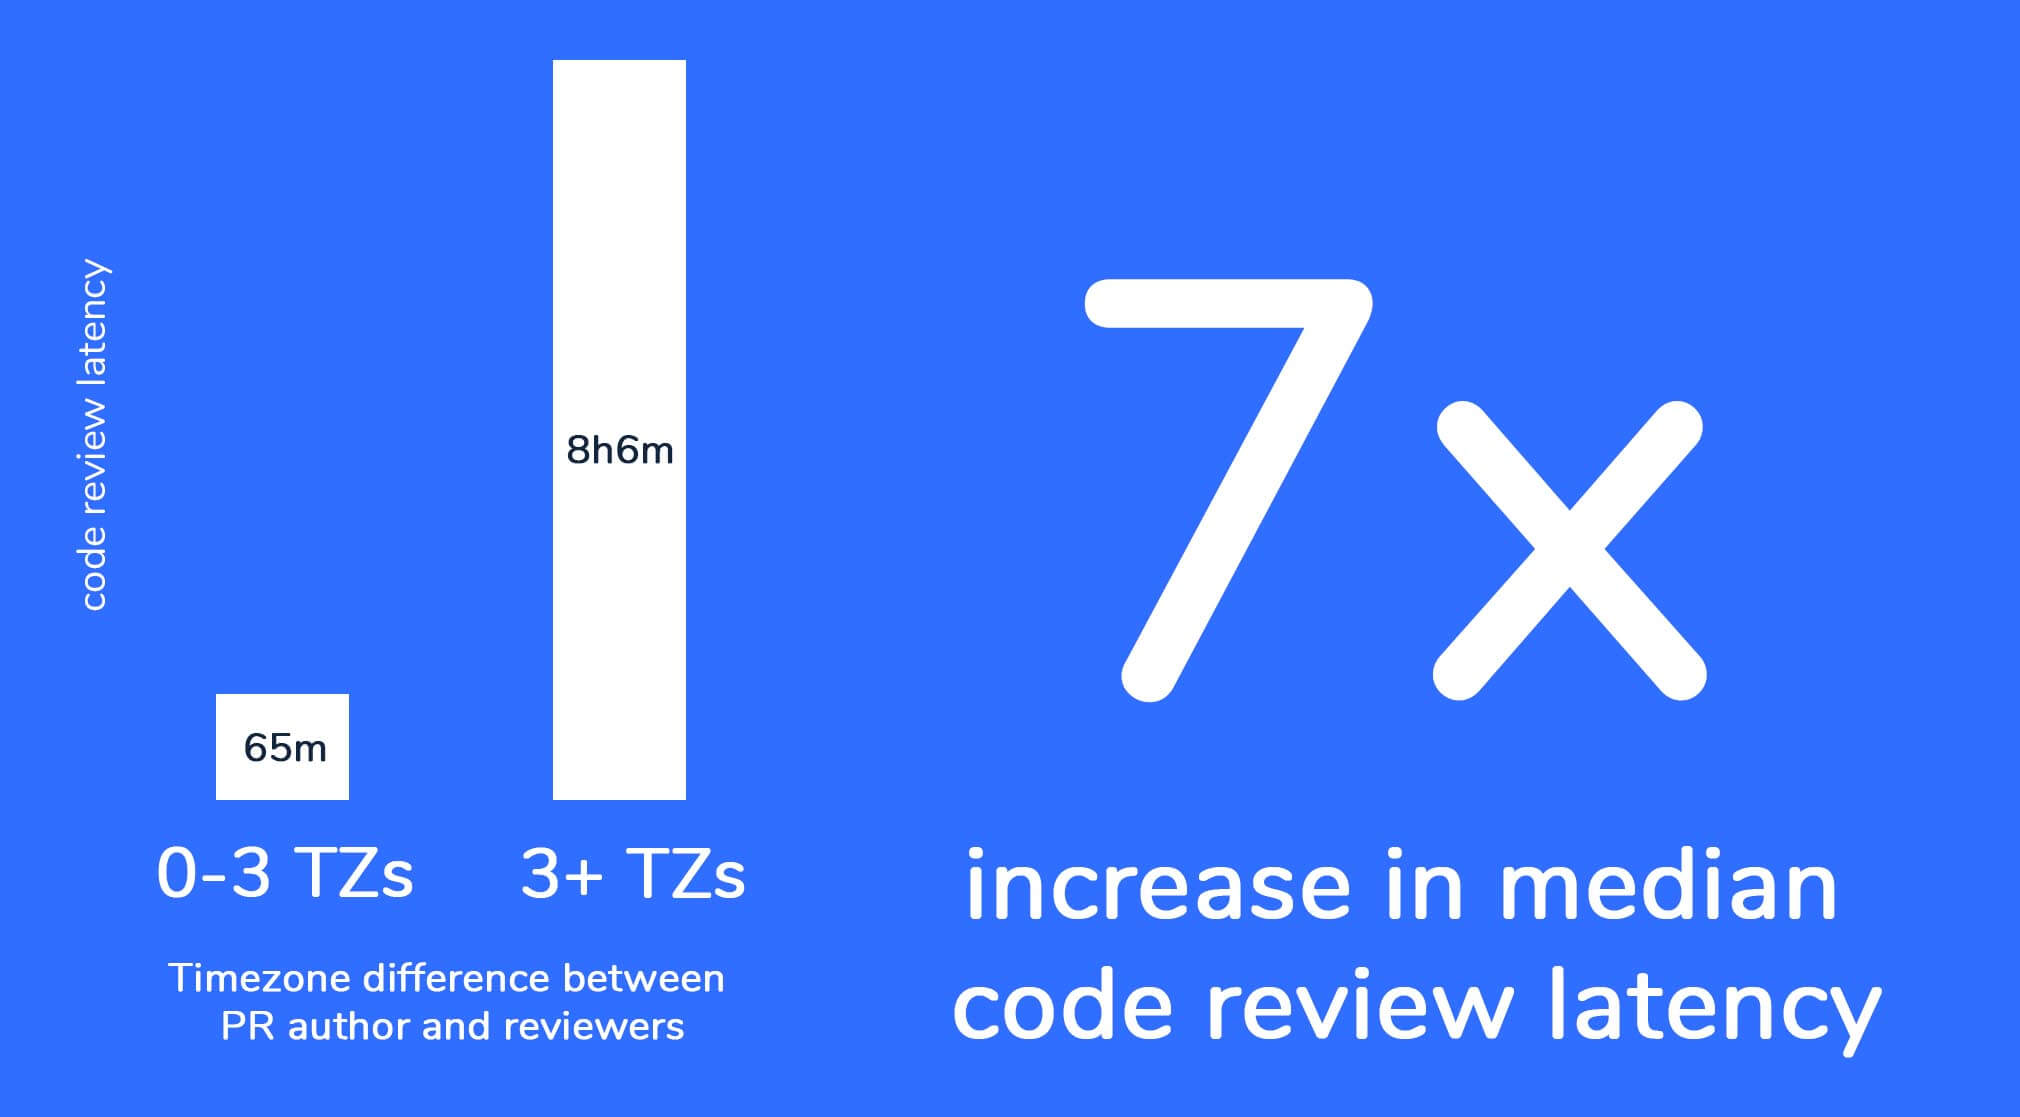 code review latency
65m
8h6m
0-3 TZs
3+ TZs
Timezone difference between
PR author and reviewers
7x
increase in median
code review latency